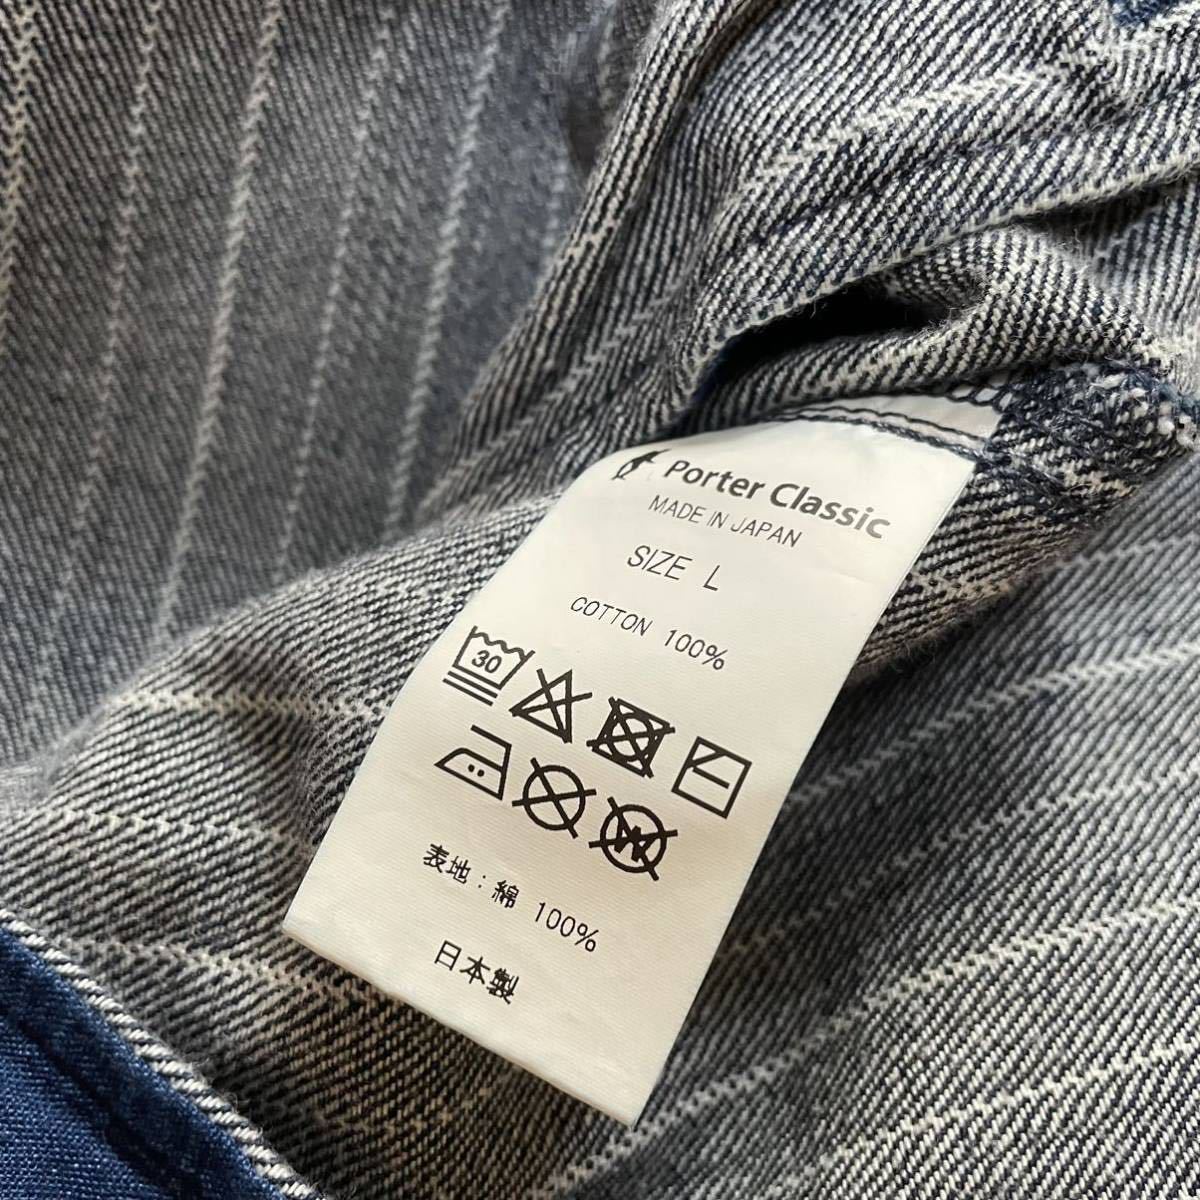 Porter Classic
MADE IN JAPAN
SIZE L
COTTON 100%
30
W
表地：綿 100%
日本製